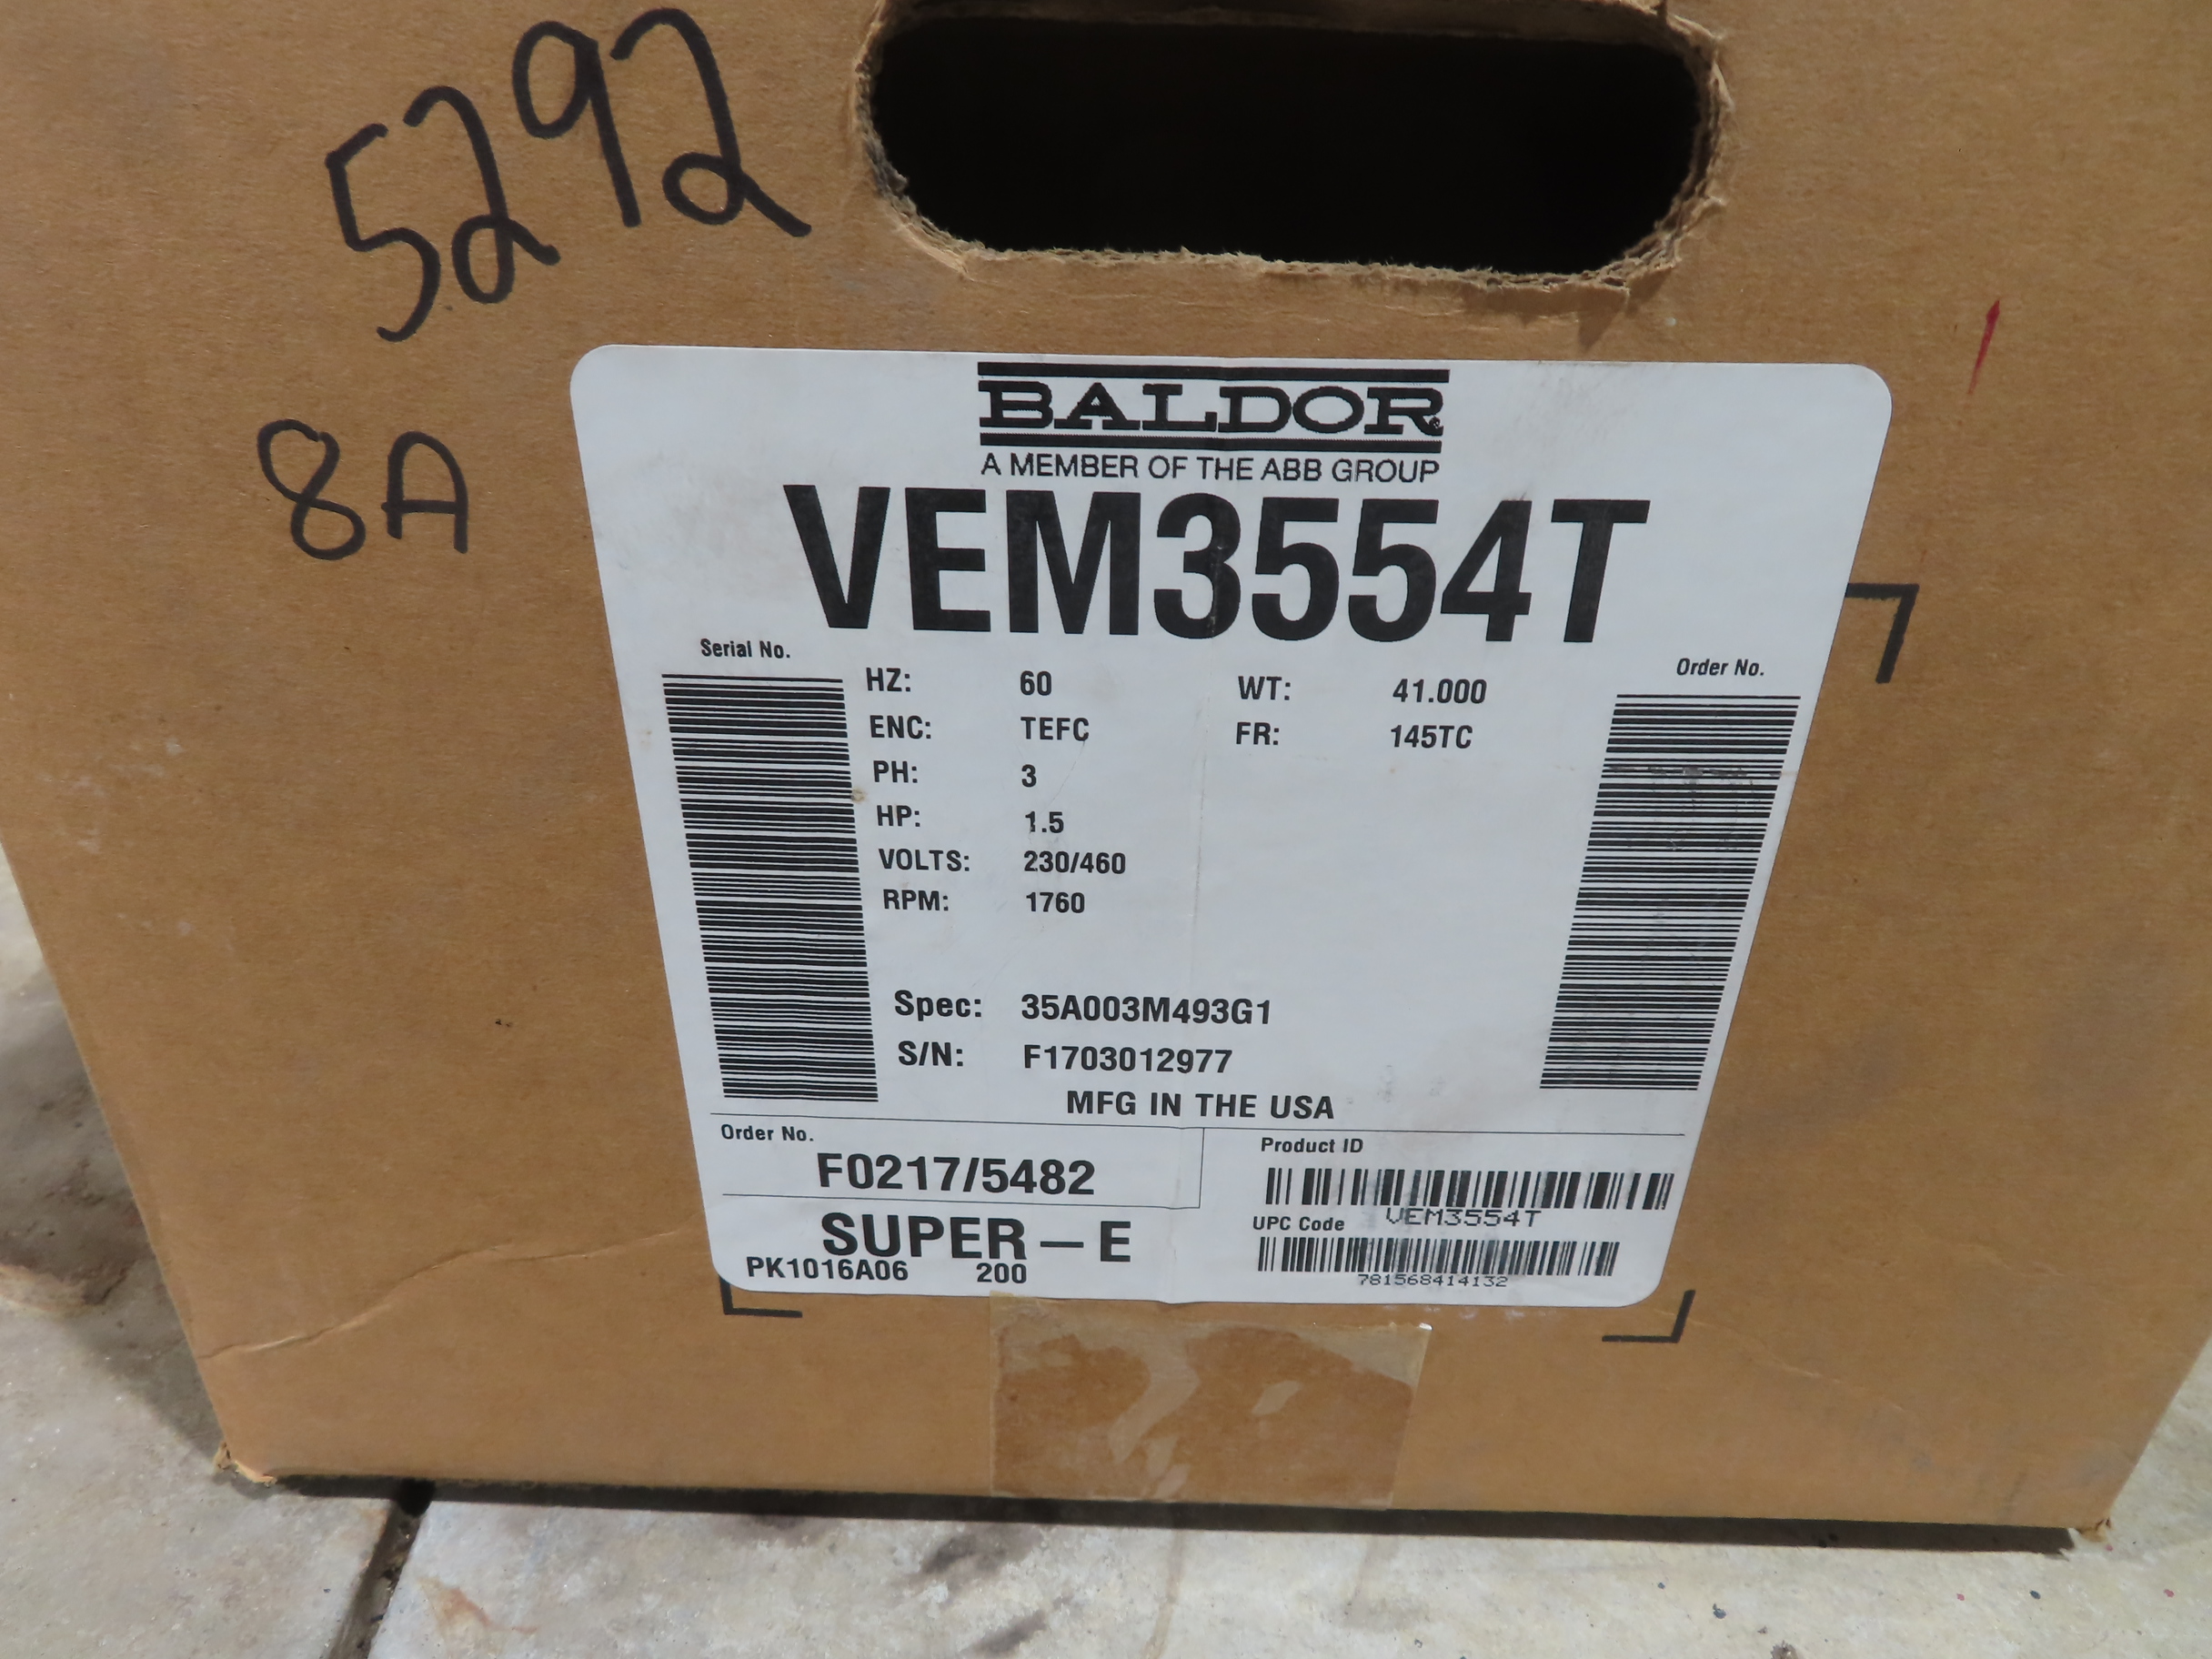 5292
8A
BALDOR
A MEMBER OF THE ABB GROUP
VEM3554T
Serial No.
Order No.
HZ: 60 WT: 41.000
ENC: TEFC FR: 145TC
PH: 3
HP: 1.5
VOLTS: 230/460
RPM: 1760
Spec: 35A003M493G1
S/N: F1703012977
MFG IN THE USA
Order No.
F0217/5482
SUPER - E
PK1016A06 200
Product ID
VEM3554T
UPC Code
781568414132